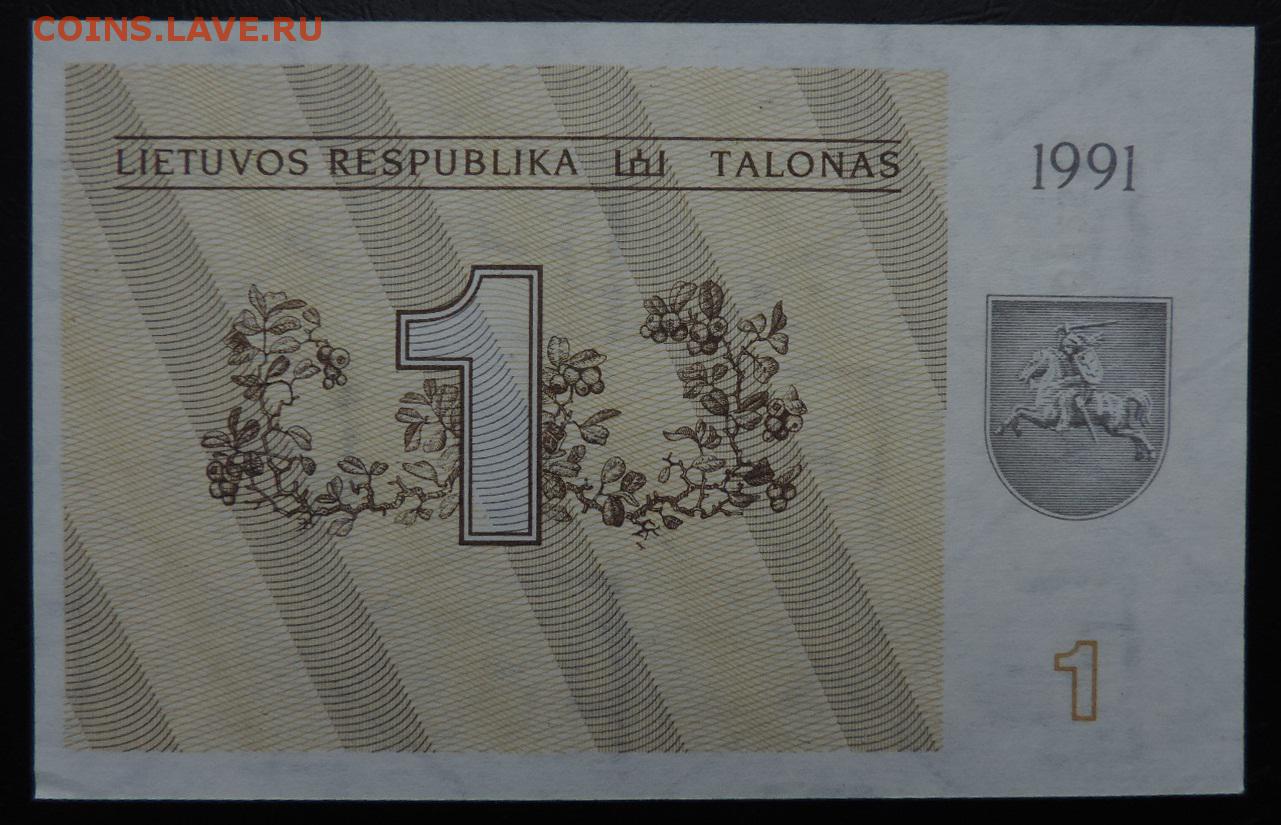 COINS.LAVE.RU
LIETUVOS RESPUBLIKA TALONAS
1991
1
1